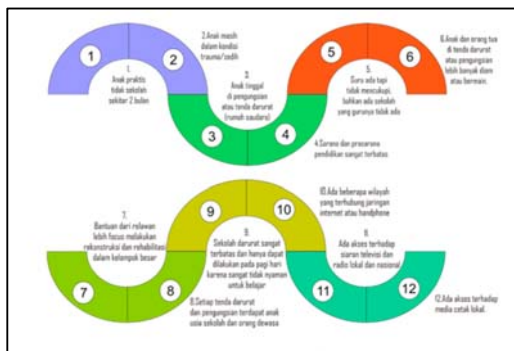 1
2
1.
Anak praktis
tidak sekolah
sekitar 2 bulan
2.Anak masih
dalam kondisi
trauma/sedih
3
4
3.
Anak tinggal
di pengungsian
atau tenda darurat
(rumah saudara)
4.Sarana dan prasarana
pendidikan sangat terbatas
5
6
5.
Guru ada tapi
tidak mencukupi,
bahkan ada sekolah
yang gurunya tidak ada
6.Anak dan orang tua
di tenda darurat
atau pengungsian
lebih banyak diam
atau bermain.
7
8
7.
Bantuan dari relawan
lebih focus melakukan
rekonstruksi dan rehabilitasi
dalam kelompok besar
8.Setiap tenda darurat
dan pengungsian terdapat anak
usia sekolah dan orang dewasa
9
10
9.
Sekolah darurat sangat
terbatas dan hanya dapat
dilakukan pada pagi hari
karena sangat tidak nyaman
untuk belajar
10.Ada beberapa wilayah
yang terhubung jaringan
internet atau handphone
11
12
Ada akses terhadap
siaran televisi dan
radio lokal dan nasional
12.Ada akses terhadap
media cetak lokal.